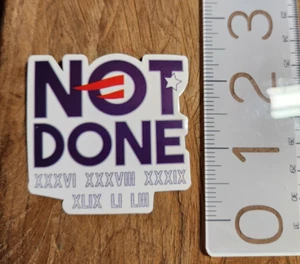 NOT
DONE
XXXVI XXXVIII XXXIX
XLIX LI LIII
0 1 2 3